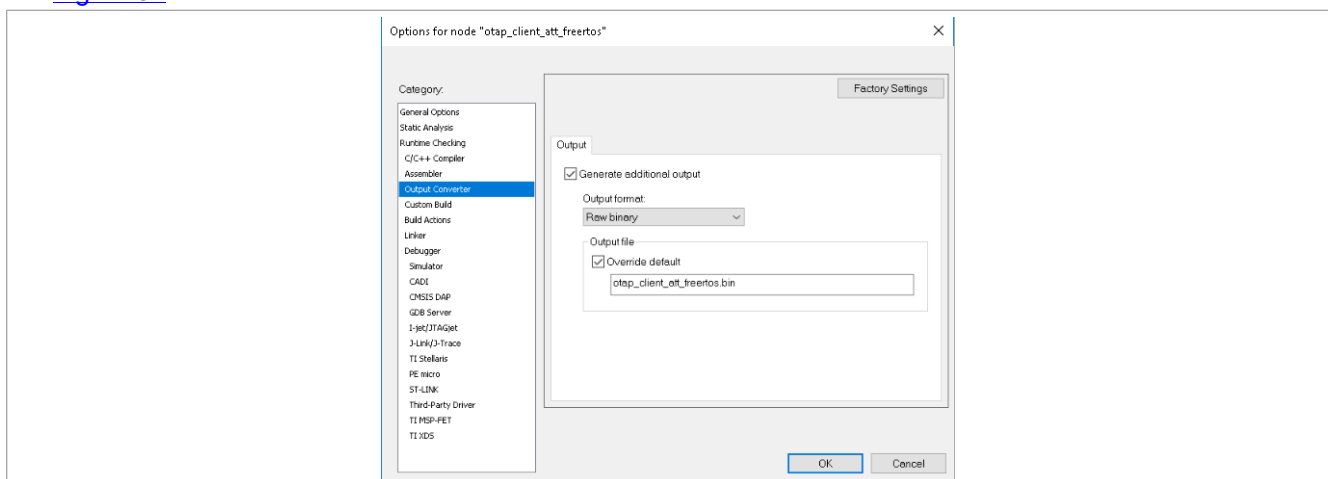 Options for node "otap_client_att_freertos"
Category:
Factory Settings
General Options
Static Analysis
Runtime Checking
C/C++ Compiler
Assembler
Output Converter
Custom Build
Build Actions
Linker
Debugger
Simulator
CADI
CMSIS DAP
GDB Server
I-jet/JTAGjet
J-Link/J-Trace
TI Stellaris
PE micro
ST-LINK
Third-Party Driver
TI MSP-FET
TI XDS
Output
Generate additional output
Output format:
Raw binary
Output file
Override default
otap_client_att_freertos.bin
OK
Cancel